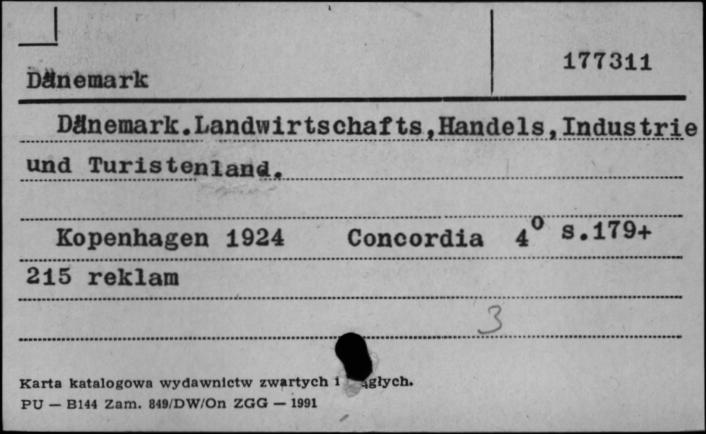 177311
Dänemark
Dänemark.Landwirtschafts,Handels,Industrie
und Turistenland.
Kopenhagen 1924 Concordia 4° s.179+
215 reklam
3
Karta katalogowa wydawnictw zwartych i
PU — B144 Zam. 849/DW/On ZGG — 1991